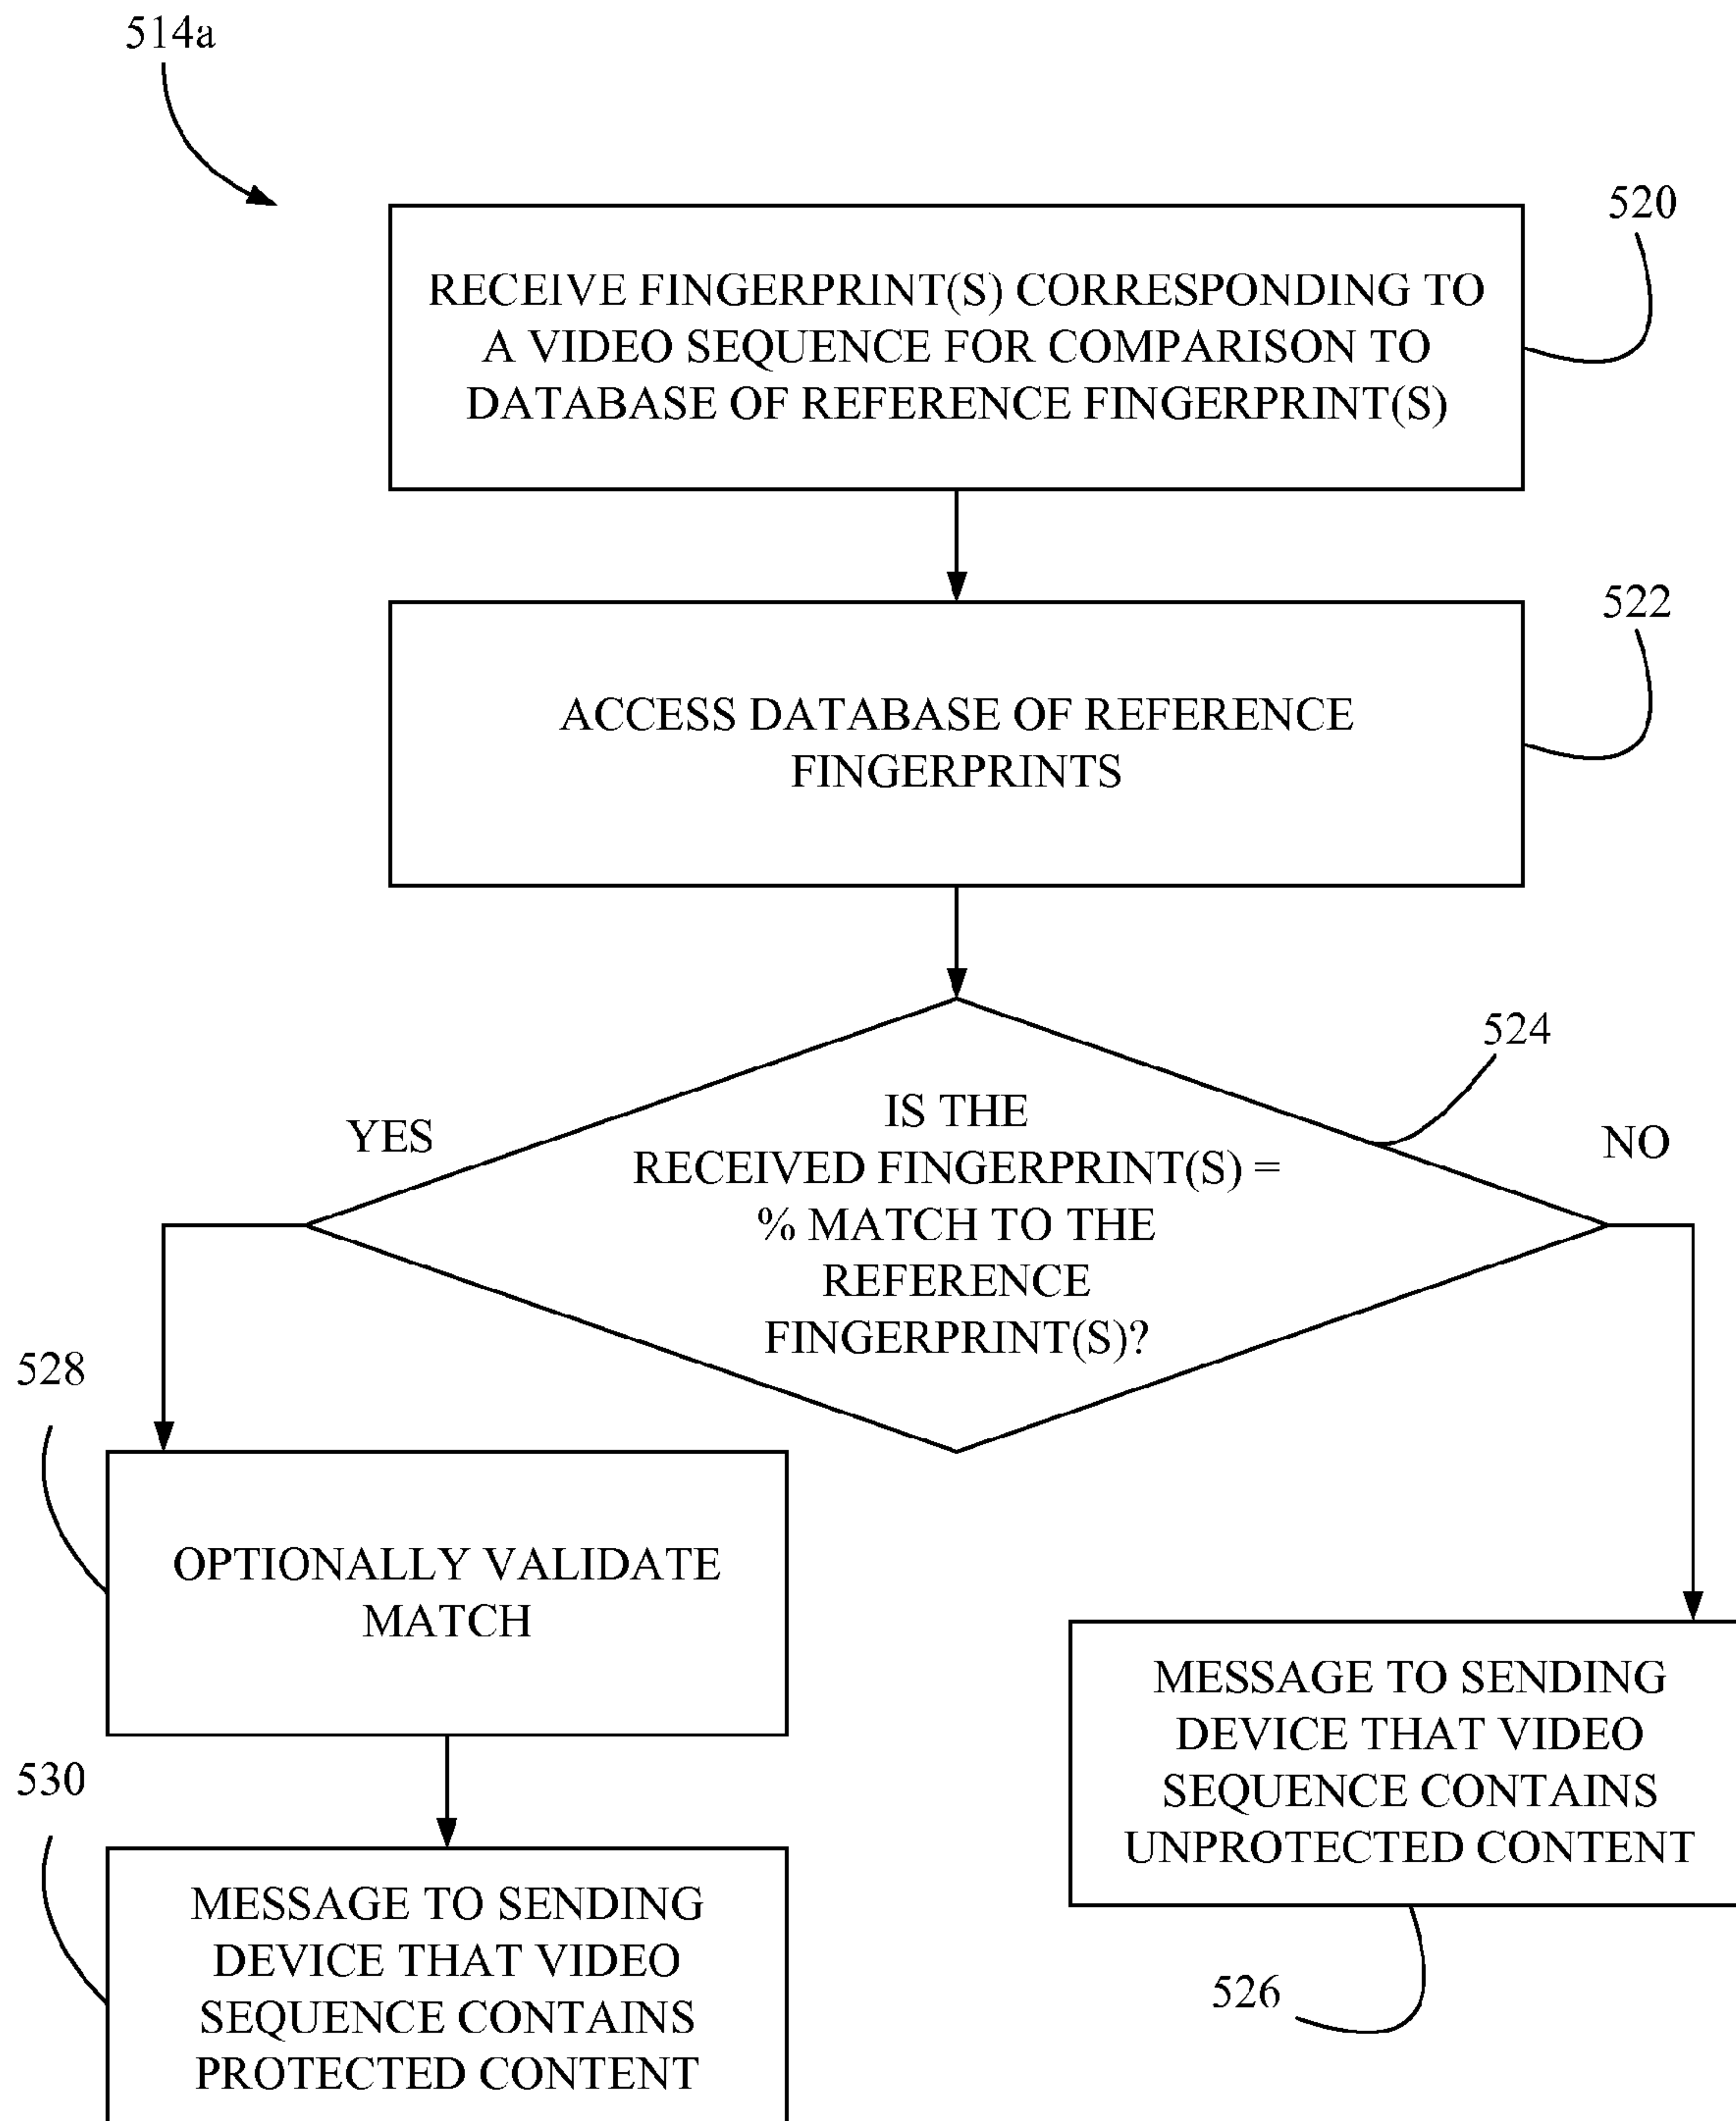 514a
520
RECEIVE FINGERPRINT(S) CORRESPONDING TO
A VIDEO SEQUENCE FOR COMPARISON TO
DATABASE OF REFERENCE FINGERPRINT(S)
522
ACCESS DATABASE OF REFERENCE
FINGERPRINTS
524
YES
NO
IS THE
RECEIVED FINGERPRINT(S) =
% MATCH TO THE
REFERENCE
FINGERPRINT(S)?
528
OPTIONALLY VALIDATE
MATCH
530
MESSAGE TO SENDING
DEVICE THAT VIDEO
SEQUENCE CONTAINS
PROTECTED CONTENT
MESSAGE TO SENDING
DEVICE THAT VIDEO
SEQUENCE CONTAINS
UNPROTECTED CONTENT
526